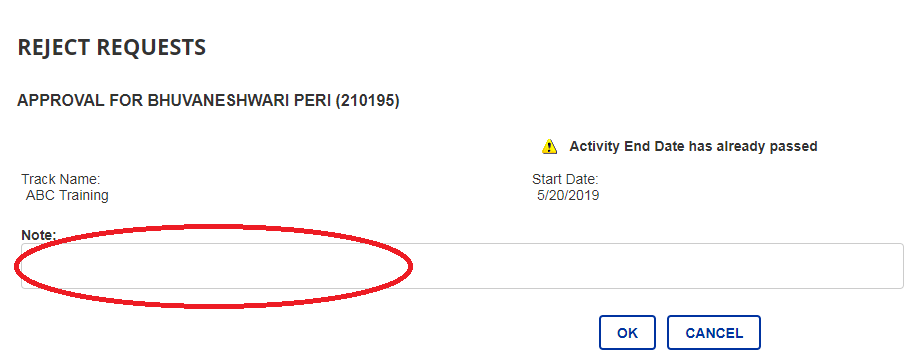 REJECT REQUESTS
APPROVAL FOR BHUVANESHWARI PERI (210195)
Activity End Date has already passed
Track Name:
ABC Training
Start Date:
5/20/2019
Note:
OK
CANCEL